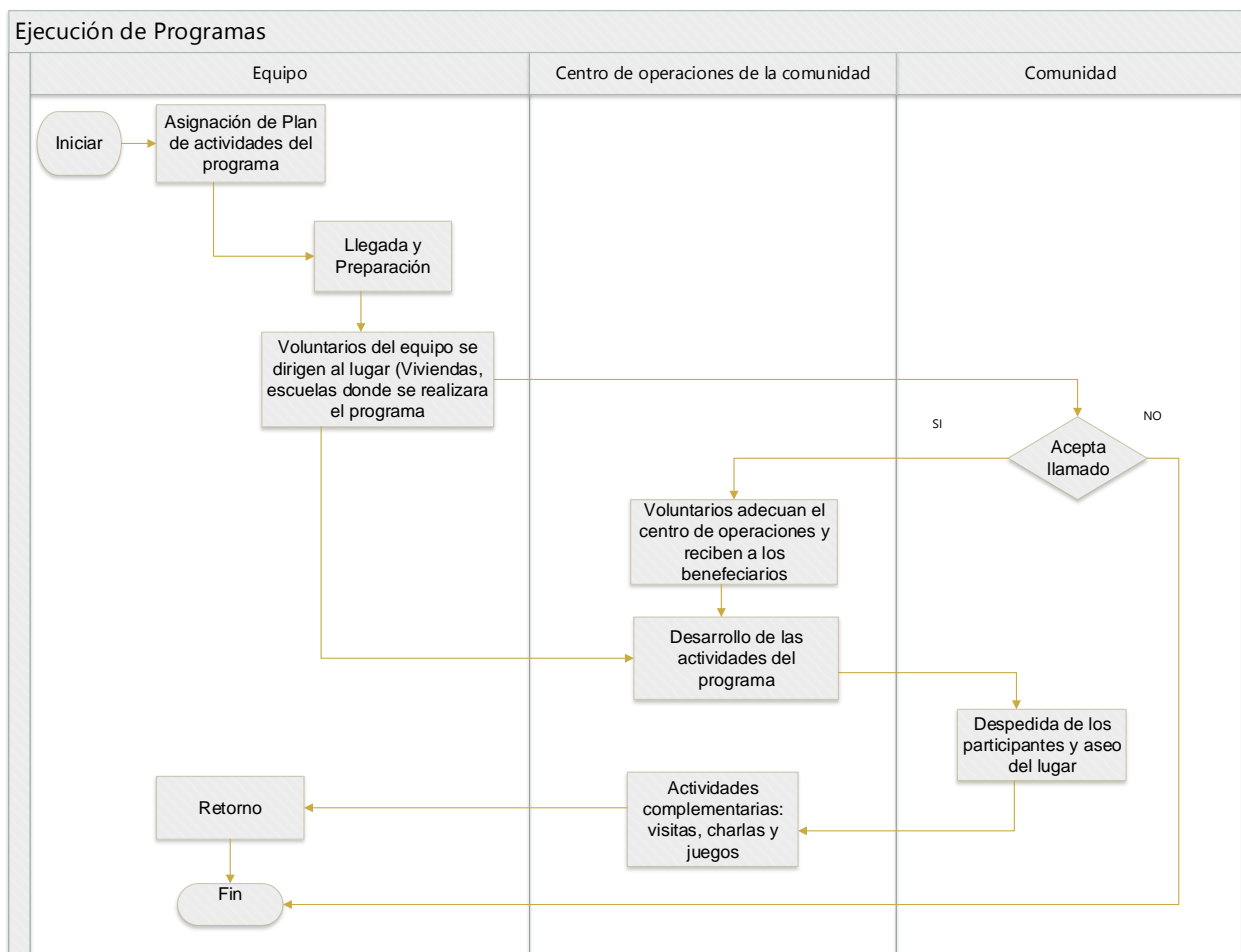 Ejecución de Programas
Equipo
Centro de operaciones de la comunidad
Comunidad
Iniciar
Asignación de Plan
de actividades del
programa
Llegada y
Preparación
Voluntarios del equipo se
dirigen al lugar (Viviendas,
escuelas donde se realizara
el programa
SI
NO
Acepta
llamado
Voluntarios adecuan el
centro de operaciones y
reciben a los
benefeciarios
Desarrollo de las
actividades del
programa
Despedida de los
participantes y aseo
del lugar
Actividades
complementarias:
visitas, charlas y
juegos
Retorno
Fin